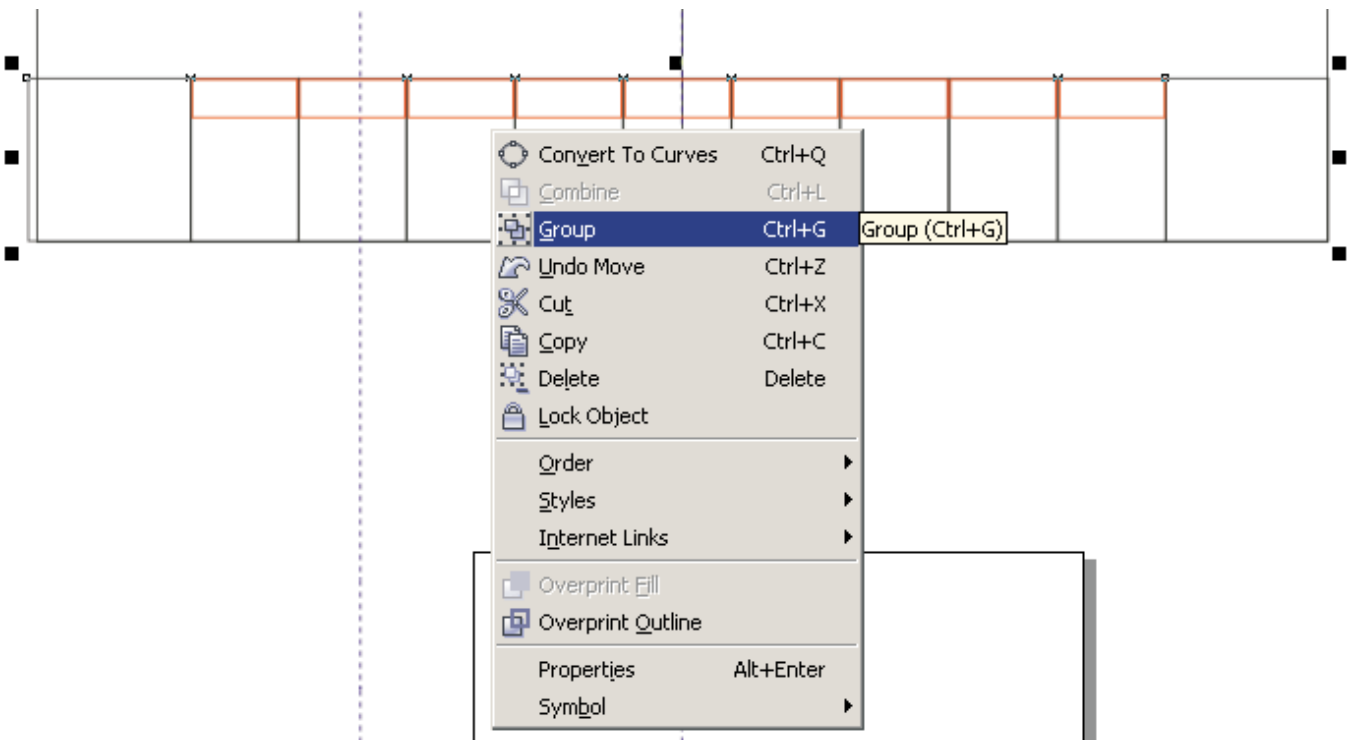 Convert To Curves Ctrl+Q
Combine Ctrl+L
Group Ctrl+G Group (Ctrl+G)
Undo Move Ctrl+Z
Cut Ctrl+X
Copy Ctrl+C
Delete Delete
Lock Object
Order
Styles
Internet Links
Overprint Fill
Overprint Outline
Properties Alt+Enter
Symbol